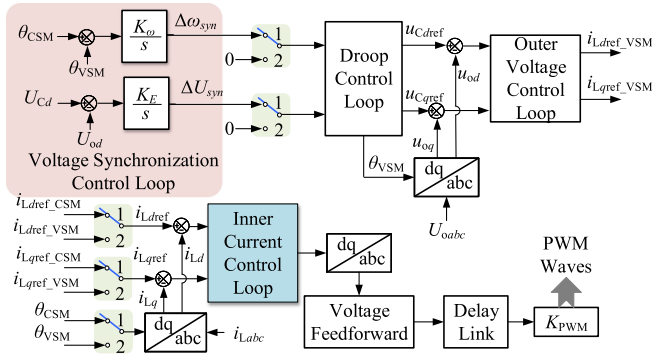 θCSM
θVSM
Kω
s
Δωsyn
0
1
2
UCd
Uod
KE
s
ΔUsyn
0
1
2
Voltage Synchronization
Control Loop
Droop
Control
Loop
uCdref
uod
uCqref
uoq
θVSM
dq
abc
Uoabc
Outer
Voltage
Control
Loop
iLdref_VSM
iLqref_VSM
iLdref_CSM
iLdref_VSM
1
2
iLdref
iLd
iLqref_CSM
iLqref_VSM
1
2
iLqref
iLq
θCSM
θVSM
1
2
dq
abc
iLabc
Inner
Current
Control
Loop
dq
abc
Voltage
Feedforward
Delay
Link
KPWM
PWM
Waves